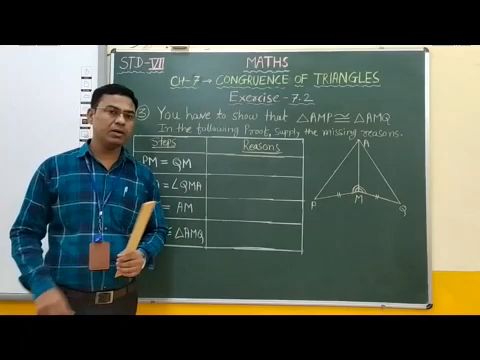 STD-VII
MATHS
CH-7 → CONGRUENCE OF TRIANGLES
Exercise - 7.2
3) You have to show that △AMP ≅ △AMQ
In the following Proof, supply the missing reasons.
Steps Reasons
PM = QM
A = ∠QMA
= AM
≅ △AMQ
A
P M Q